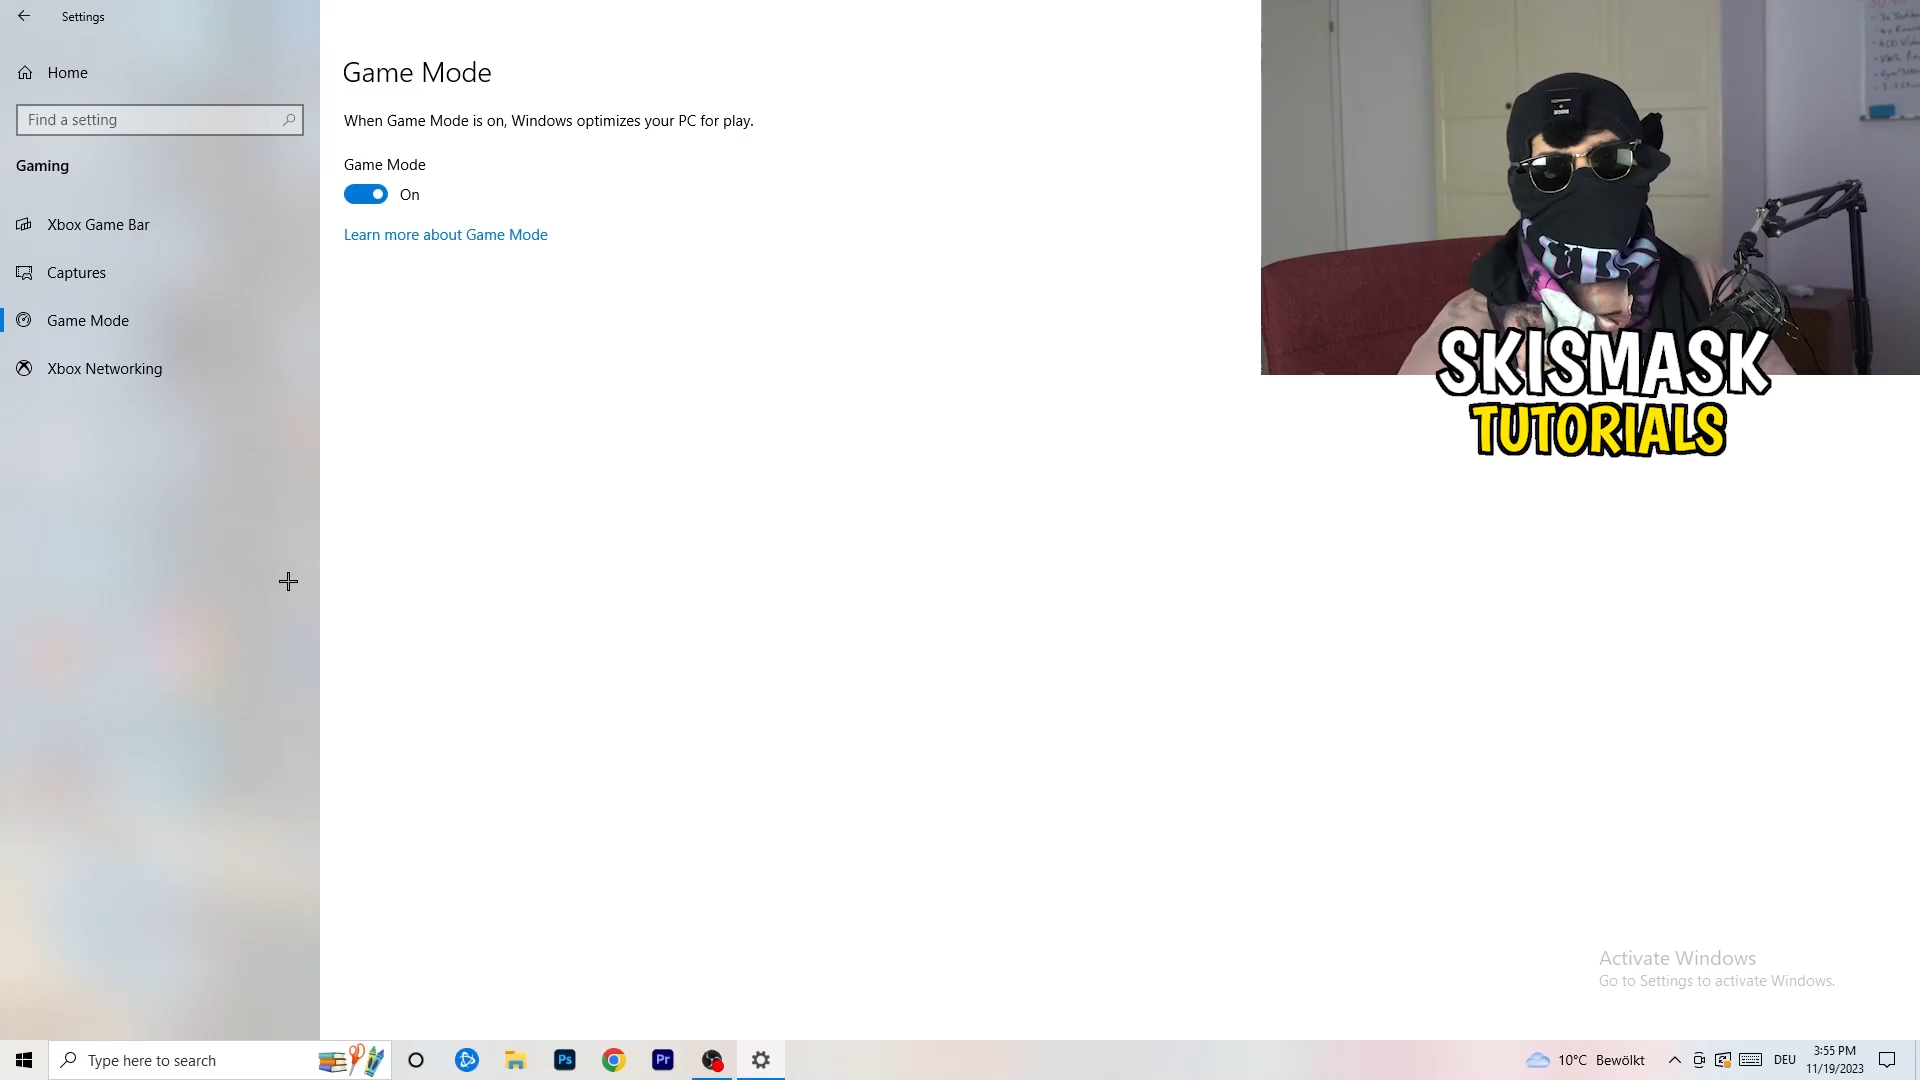 Settings
Home
Find a setting
Gaming
Xbox Game Bar
Captures
Game Mode
Xbox Networking
Game Mode
When Game Mode is on, Windows optimizes your PC for play.
Game Mode
On
Learn more about Game Mode
SKISMASK
TUTORIALS
Activate Windows
Go to Settings to activate Windows.
Type here to search
Ps
Pr
10°C Bewölkt
DEU
3:55 PM
11/19/2023